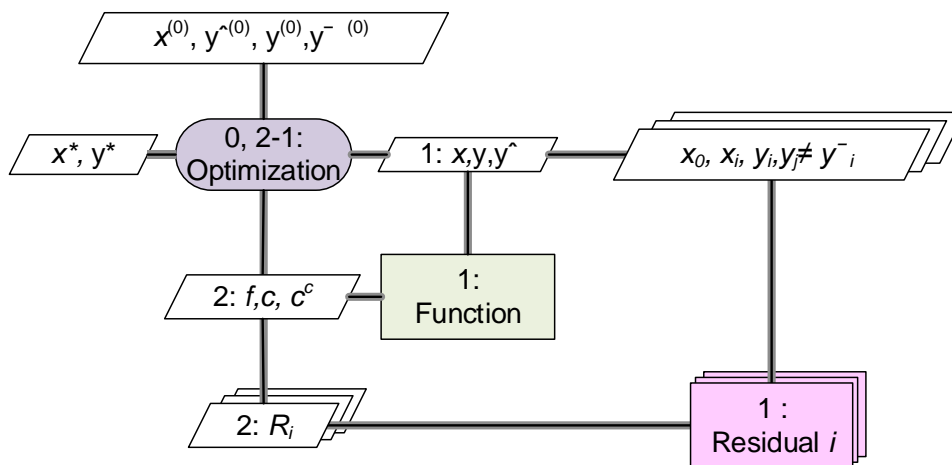 x⁽⁰⁾, y^⁽⁰⁾, y⁽⁰⁾,y⁻ ⁽⁰⁾
x*, y*
0, 2-1:
Optimization
1: x,y,y^
x₀, xᵢ, yᵢ,yⱼ≠ y⁻ᵢ
2: f,c, cᶜ
1:
Function
2: Rᵢ
1 :
Residual i